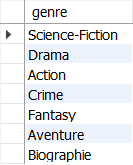 genre
Science-Fiction
Drama
Action
Crime
Fantasy
Aventure
Biographie